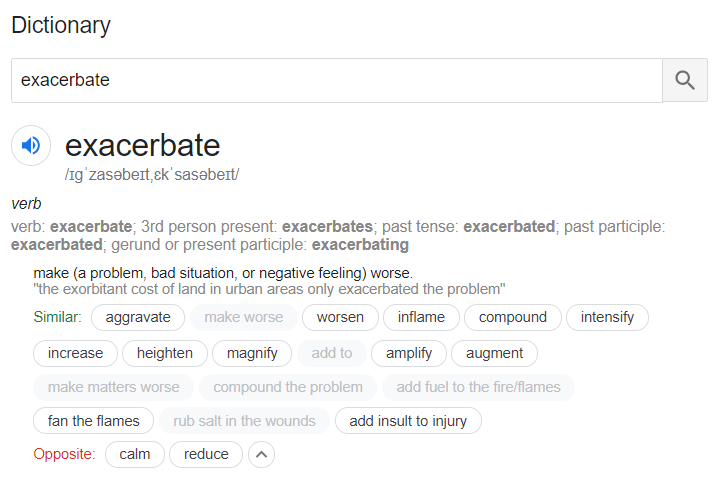 Dictionary
exacerbate
exacerbate
/ɪɡˈzasəbeɪt,ɛkˈsasəbeɪt/
verb
verb: exacerbate; 3rd person present: exacerbates; past tense: exacerbated; past participle:
exacerbated; gerund or present participle: exacerbating
make (a problem, bad situation, or negative feeling) worse.
"the exorbitant cost of land in urban areas only exacerbated the problem"
Similar: aggravate make worse worsen inflame compound intensify
increase heighten magnify add to amplify augment
make matters worse compound the problem add fuel to the fire/flames
fan the flames rub salt in the wounds add insult to injury
Opposite: calm reduce